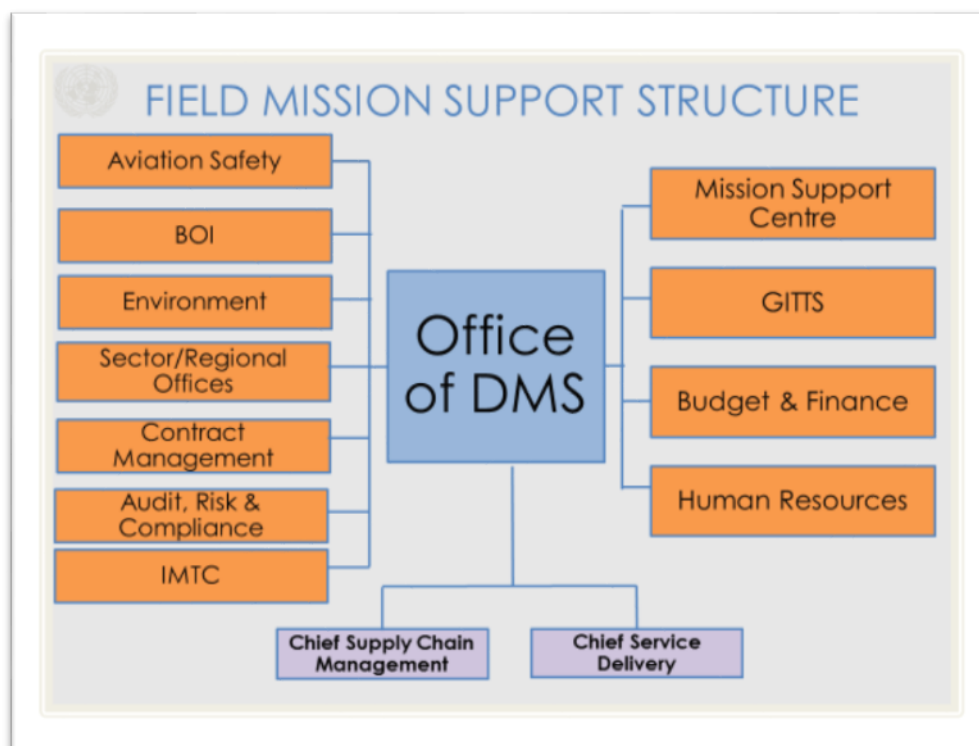 FIELD MISSION SUPPORT STRUCTURE
Aviation Safety
BOI
Environment
Sector/Regional
Offices
Contract
Management
Audit, Risk &
Compliance
IMTC
Office
of DMS
Mission Support
Centre
GITTS
Budget & Finance
Human Resources
Chief Supply Chain
Management
Chief Service
Delivery